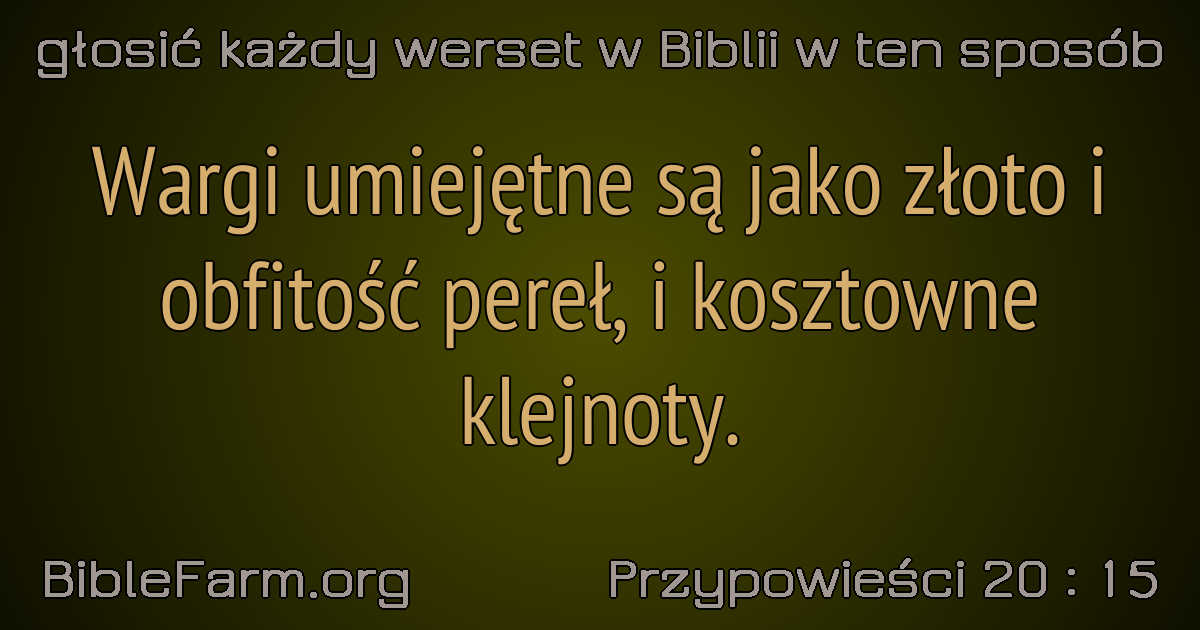 głosić każdy werset w Biblii w ten sposób
Wargi umiejętne są jako złoto i
obfitość pereł, i kosztowne
klejnoty.
BibleFarm.org
Przypowieści 20 : 15